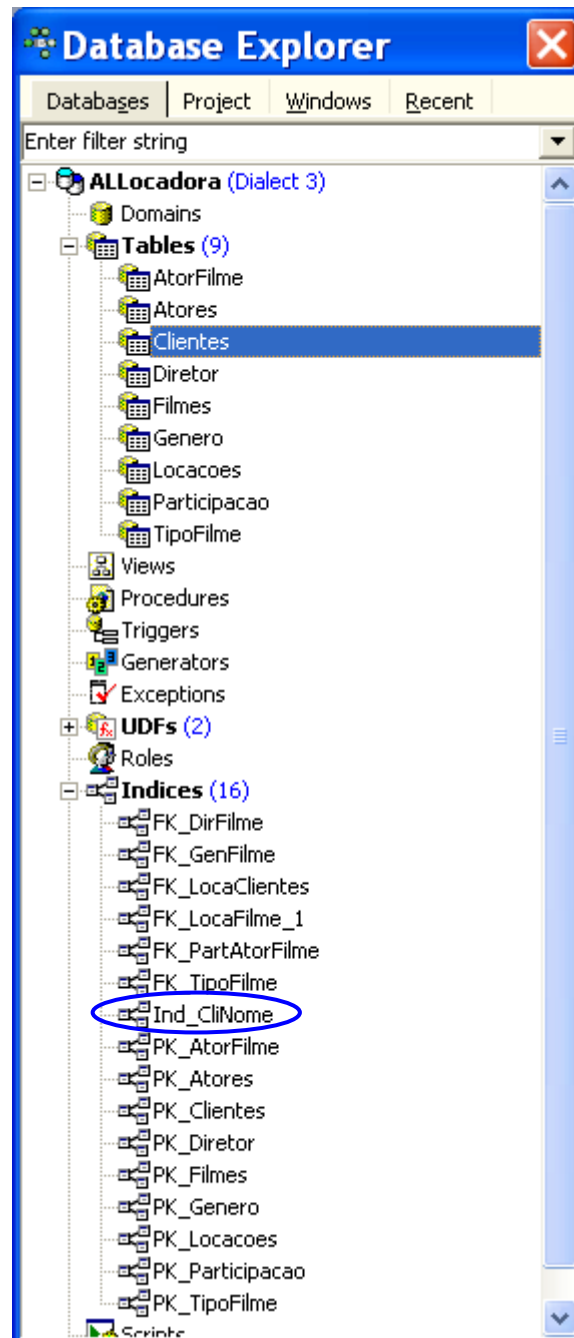 Database Explorer
Databases Project Windows Recent
Enter filter string
ALLocadora (Dialect 3)
Domains
Tables (9)
AtorFilme
Atores
Clientes
Diretor
Filmes
Genero
Locacoes
Participacao
TipoFilme
Views
Procedures
Triggers
Generators
Exceptions
UDFs (2)
Roles
Indices (16)
FK_DirFilme
FK_GenFilme
FK_LocaClientes
FK_LocaFilme_1
FK_PartAtorFilme
FK_TipoFilme
Ind_CliNome
PK_AtorFilme
PK_Atores
PK_Clientes
PK_Diretor
PK_Filmes
PK_Genero
PK_Locacoes
PK_Participacao
PK_TipoFilme
Scripts